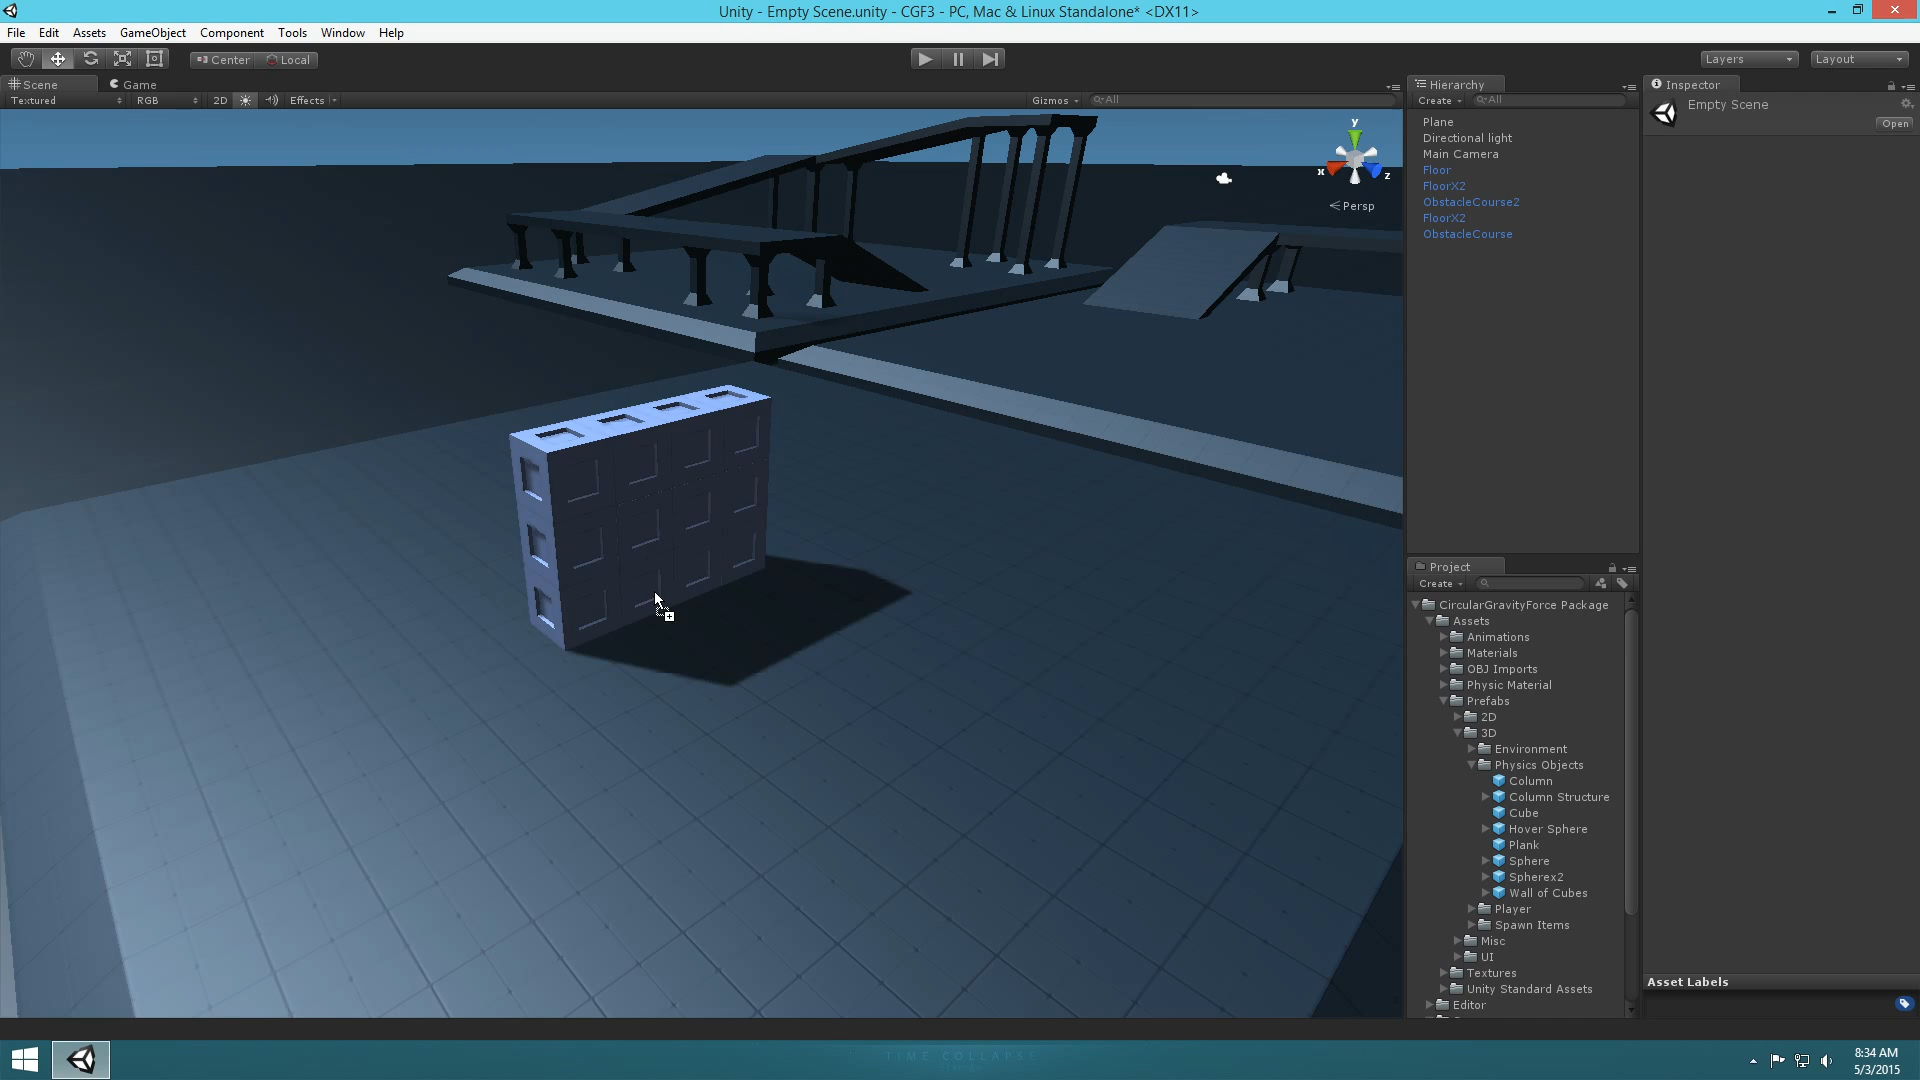 Unity - Empty Scene.unity - CGF3 - PC, Mac & Linux Standalone* <DX11>
File Edit Assets GameObject Component Tools Window Help
Center Local Layers Layout
Scene Game
Textured RGB 2D Effects Gizmos All
y
x
z
Persp
Hierarchy
Create All
Plane
Directional light
Main Camera
Floor
FloorX2
ObstacleCourse2
FloorX2
ObstacleCourse
Project
Create
CircularGravityForce Package
Assets
Animations
Materials
OBJ Imports
Physic Material
Prefabs
2D
3D
Environment
Physics Objects
Column
Column Structure
Cube
Hover Sphere
Plank
Sphere
Spherex2
Wall of Cubes
Player
Spawn Items
Misc
UI
Textures
Unity Standard Assets
Editor
Inspector
Empty Scene
Open
Asset Labels
TIME COLLAPSE
8:34 AM
5/3/2015